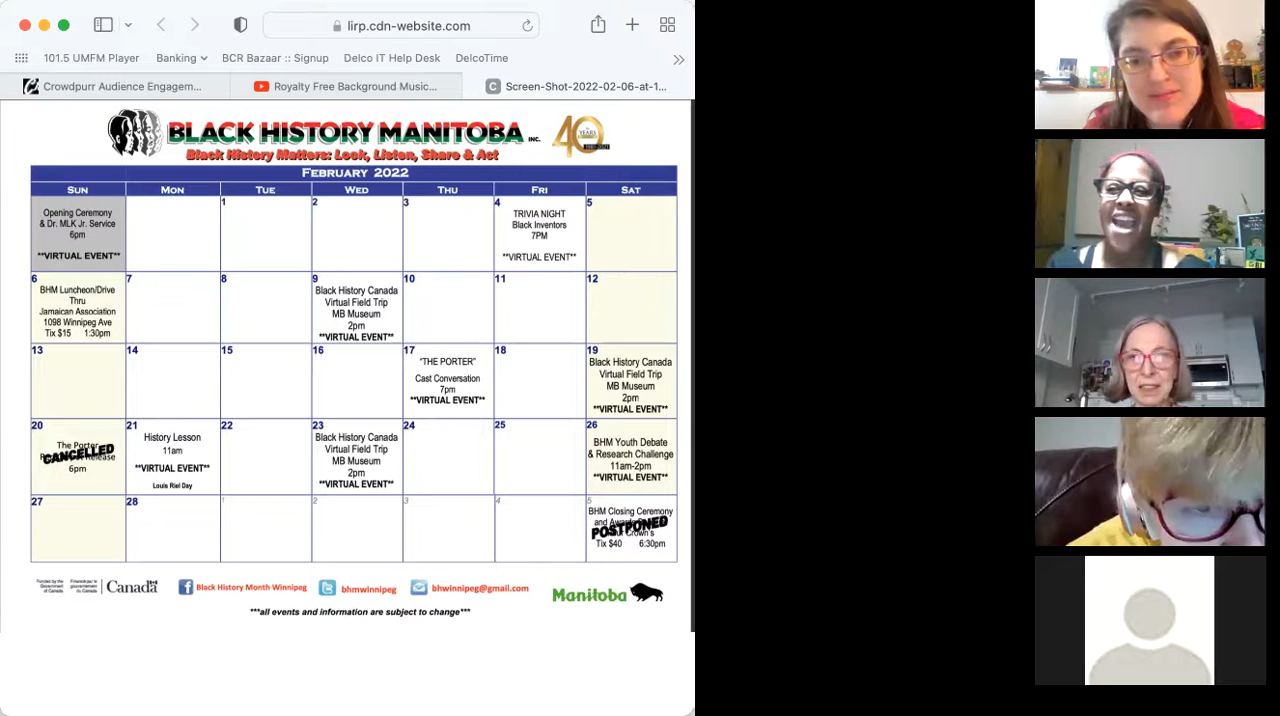 lirp.cdn-website.com
101.5 UMFM Player
Banking
BCR Bazaar :: Signup
Delco IT Help Desk
DelcoTime
Crowdpurr Audience Engagem...
Royalty Free Background Music...
C
Screen-Shot-2022-02-06-at-1...
BLACK HISTORY MANITOBA INC.
40 YEARS
Black History Matters: Look, Listen, Share & Act
FEBRUARY 2022
SUN MON TUE WED THU FRI SAT
Opening Ceremony
& Dr. MLK Jr. Service
6pm
**VIRTUAL EVENT**
1
2
3
4
TRIVIA NIGHT
Black Inventors
7PM
**VIRTUAL EVENT**
5
6
BHM Luncheon/Drive
Thru
Jamaican Association
1098 Winnipeg Ave
Tix $15 1:30pm
7
8
9
Black History Canada
Virtual Field Trip
MB Museum
2pm
**VIRTUAL EVENT**
10
11
12
13
14
15
16
17
"THE PORTER"
Cast Conversation
7pm
**VIRTUAL EVENT**
18
19
Black History Canada
Virtual Field Trip
MB Museum
2pm
**VIRTUAL EVENT**
20
The Porter
CANCELLED
6pm
21
History Lesson
11am
**VIRTUAL EVENT**
Louis Riel Day
22
23
Black History Canada
Virtual Field Trip
MB Museum
2pm
**VIRTUAL EVENT**
24
25
26
BHM Youth Debate
& Research Challenge
11am-2pm
**VIRTUAL EVENT**
27
28
1
2
3
4
5
BHM Closing Ceremony
and
POSTPONED
Tix $40 6:30pm
Funded by the
Government
of Canada
Canada
Black History Month Winnipeg
bhmwinnipeg
bhwinnipeg@gmail.com
Manitoba
***all events and information are subject to change***